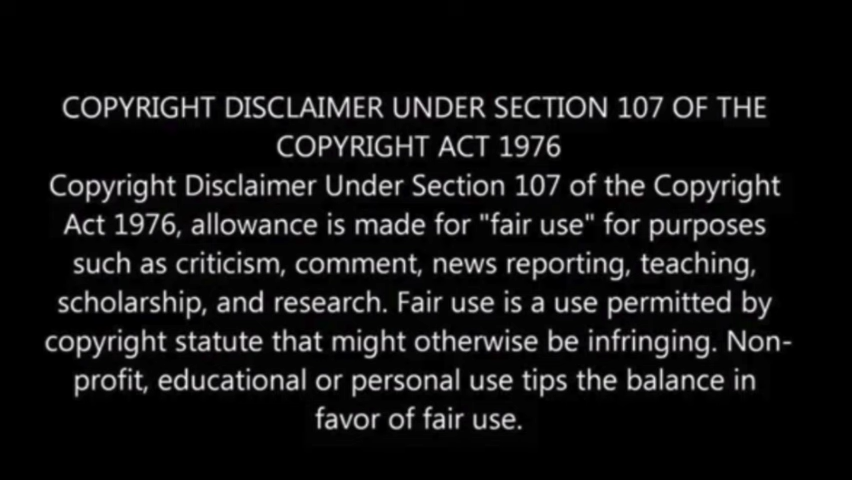 COPYRIGHT DISCLAIMER UNDER SECTION 107 OF THE
COPYRIGHT ACT 1976
Copyright Disclaimer Under Section 107 of the Copyright
Act 1976, allowance is made for "fair use" for purposes
such as criticism, comment, news reporting, teaching,
scholarship, and research. Fair use is a use permitted by
copyright statute that might otherwise be infringing. Non-
profit, educational or personal use tips the balance in
favor of fair use.